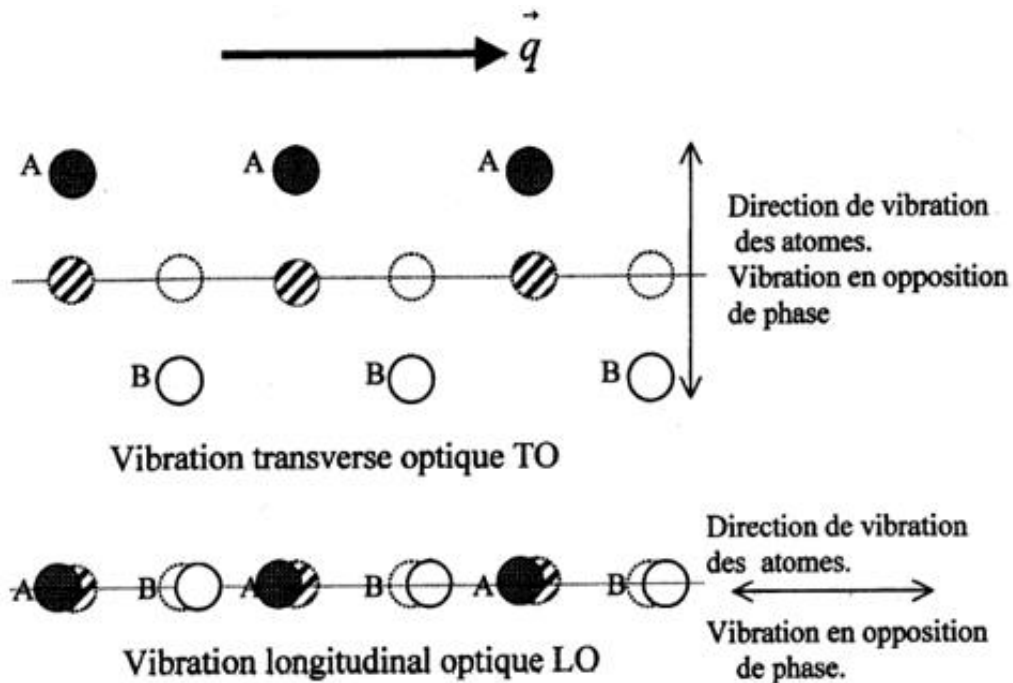 q
A A A
Direction de vibration
des atomes.
Vibration en opposition
de phase
B B B
Vibration transverse optique TO
Direction de vibration
des atomes.
A B A B A B
Vibration en opposition
de phase.
Vibration longitudinal optique LO